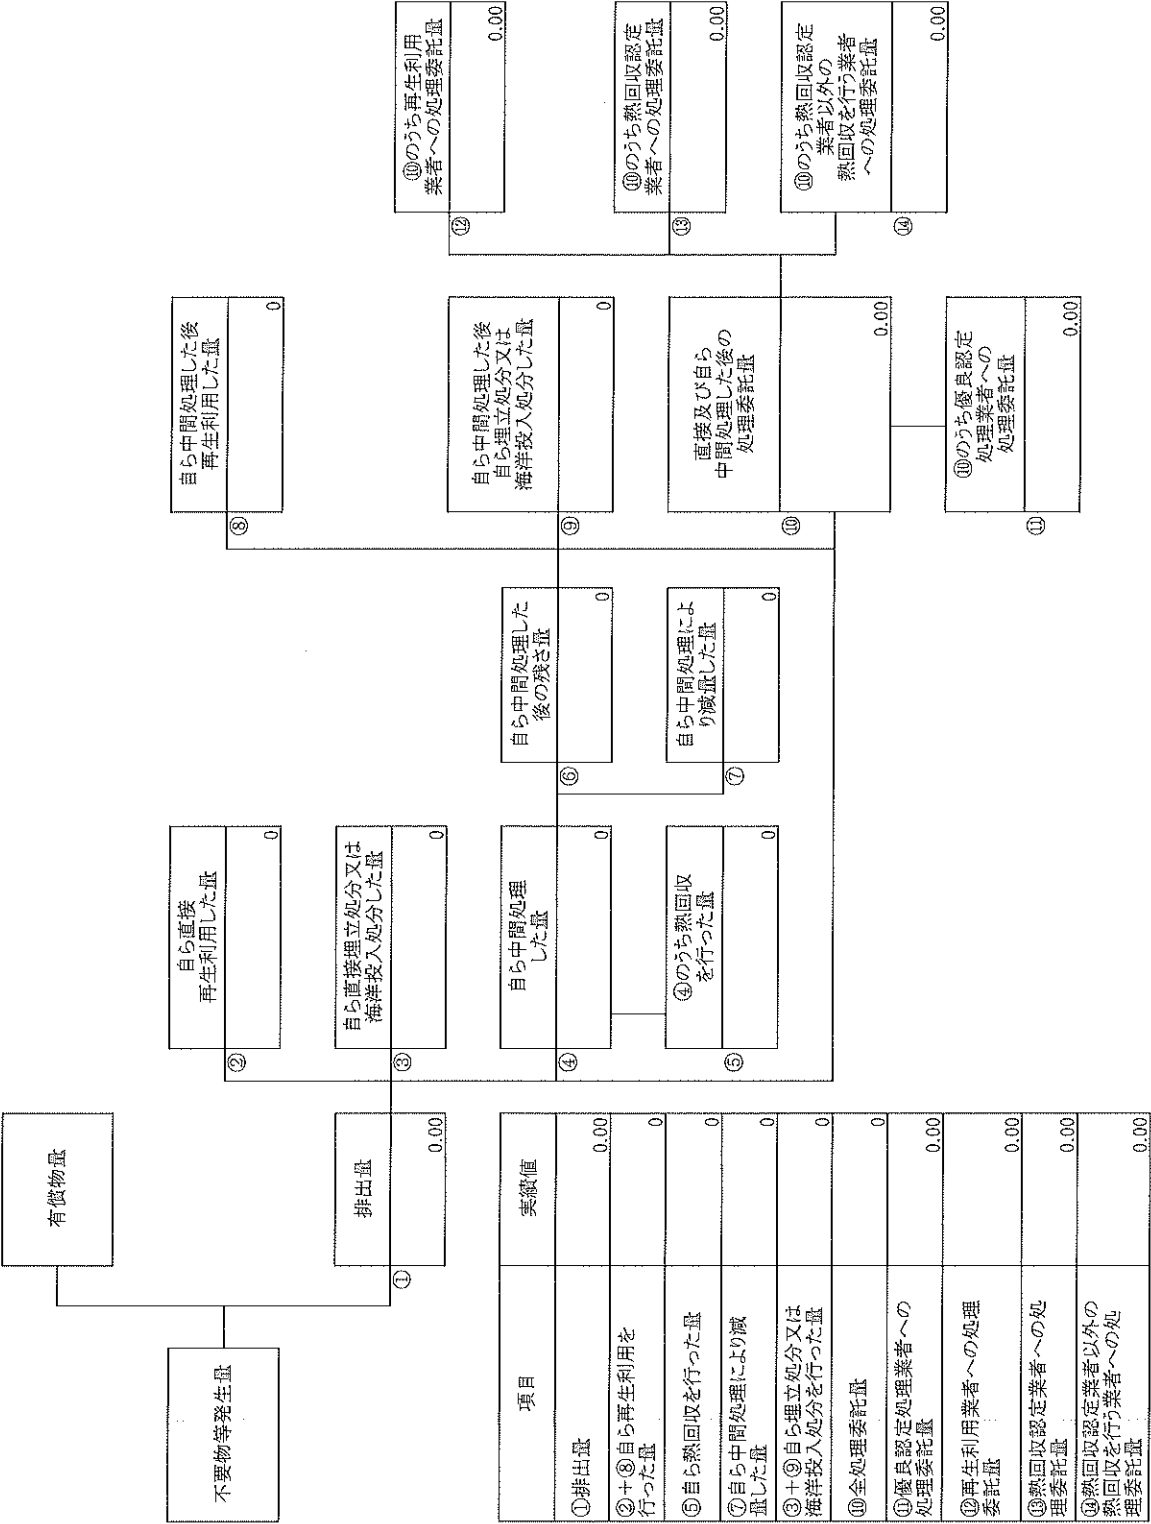 不要物等発生量
有償物量
排出量
0.00
①
自ら直接
再生利用した量
0
②
自ら直接埋立処分又は
海洋投入処分した量
0
③
自ら中間処理
した量
0
④
④のうち熱回収
を行った量
0
⑤
自ら中間処理した
後の残さ量
0
⑥
自ら中間処理によ
り減量した量
0
⑦
自ら中間処理した後
再生利用した量
0
⑧
自ら中間処理した後
自ら埋立処分又は
海洋投入処分した量
0
⑨
直接及び自ら
中間処理した後の
処理委託量
0.00
⑩
⑩のうち優良認定
処理業者への
処理委託量
0.00
⑪
⑩のうち再生利用
業者への処理委託量
0.00
⑫
⑩のうち熱回収認定
業者への処理委託量
0.00
⑬
⑩のうち熱回収認定
業者以外の
熱回収を行う業者
への処理委託量
0.00
⑭
項目 実績値
①排出量 0.00
②+⑧自ら再生利用を
行った量 0
⑤自ら熱回収を行った量 0
⑦自ら中間処理により減
量した量 0
③+⑨自ら埋立処分又は
海洋投入処分を行った量 0
⑩全処理委託量 0
⑪優良認定処理業者への
処理委託量 0.00
⑫再生利用業者への処理
委託量 0.00
⑬熱回収認定業者への処
理委託量 0.00
⑭熱回収認定業者以外の
熱回収を行う業者への処
理委託量 0.00